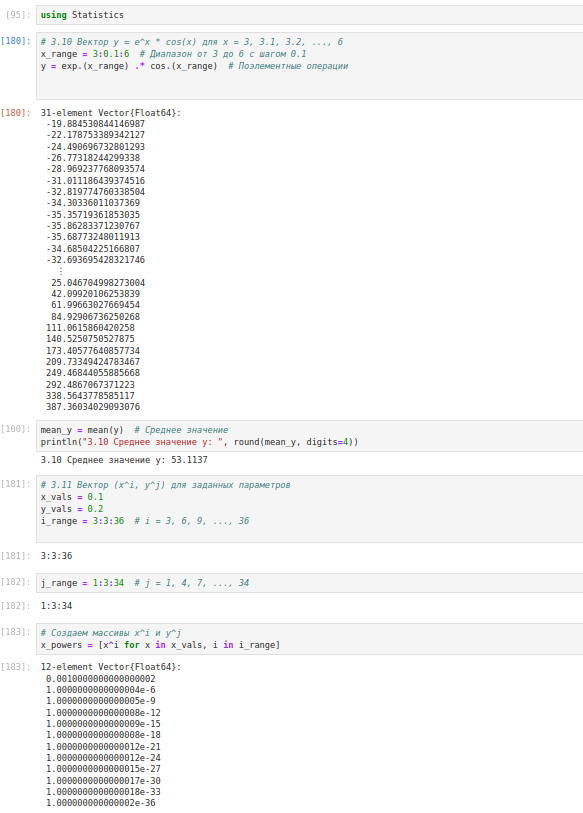 [95]: using Statistics
[180]: # 3.10 Вектор y = e^x * cos(x) для x = 3, 3.1, 3.2, ..., 6
x_range = 3:0.1:6  # Диапазон от 3 до 6 с шагом 0.1
y = exp.(x_range) .* cos.(x_range)  # Поэлементные операции
[180]: 31-element Vector{Float64}:
-19.884530844146987
-22.178753389342127
-24.490696732801293
-26.77318244299338
-28.969237768093574
-31.011186439374516
-32.819774760338504
-34.30336011037369
-35.35719361853035
-35.86283371230767
-35.68773248011913
-34.68504225166807
-32.693695428321746
⋮
25.046704998273004
42.09920106253839
61.99663027669454
84.92906736250268
111.0615860420258
140.5250750527875
173.40577640857734
209.73349424783467
249.46844055885668
292.4867067371223
338.5643778585117
387.36034029093076
[100]: mean_y = mean(y)  # Среднее значение
println("3.10 Среднее значение y: ", round(mean_y, digits=4))
3.10 Среднее значение y: 53.1137
[181]: # 3.11 Вектор (x^i, y^j) для заданных параметров
x_vals = 0.1
y_vals = 0.2
i_range = 3:3:36  # i = 3, 6, 9, ..., 36
[181]: 3:3:36
[182]: j_range = 1:3:34  # j = 1, 4, 7, ..., 34
[182]: 1:3:34
[183]: # Создаем массивы x^i и y^j
x_powers = [x^i for x in x_vals, i in i_range]
[183]: 12-element Vector{Float64}:
0.0010000000000000002
1.0000000000000004e-6
1.0000000000000005e-9
1.0000000000000008e-12
1.0000000000000009e-15
1.0000000000000008e-18
1.0000000000000012e-21
1.0000000000000012e-24
1.0000000000000015e-27
1.0000000000000017e-30
1.0000000000000018e-33
1.000000000000002e-36